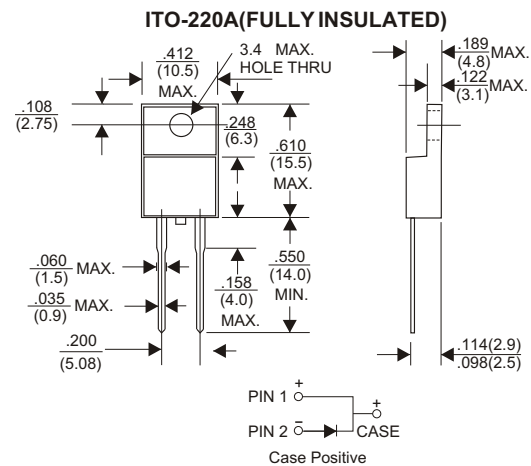 ITO-220A(FULLY INSULATED)
.412
(10.5)
MAX.
3.4 MAX.
HOLE THRU
.189
(4.8)
MAX.
.122
(3.1)
MAX.
.108
(2.75)
.248
(6.3)
.610
(15.5)
MAX.
.060
(1.5)
MAX.
.035
(0.9)
MAX.
.158
(4.0)
MAX.
.550
(14.0)
MIN.
.200
(5.08)
.114(2.9)
.098(2.5)
+
PIN 1
+
−
PIN 2
CASE
Case Positive